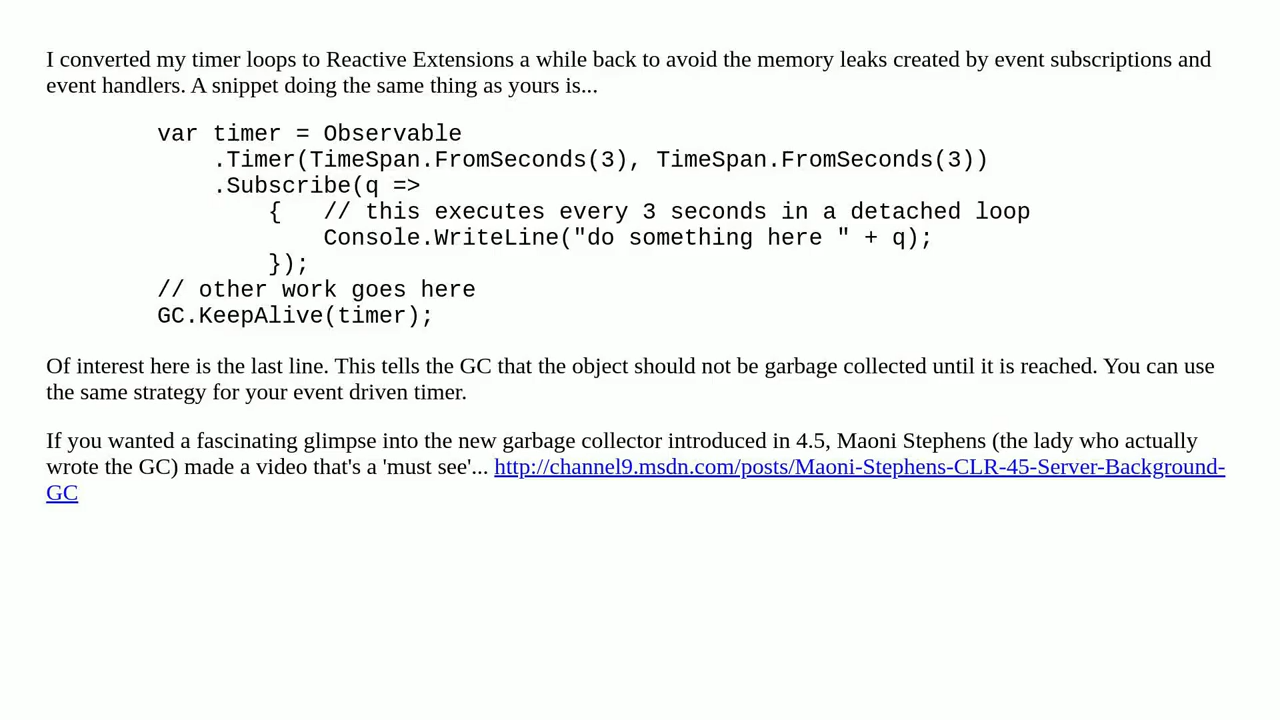 I converted my timer loops to Reactive Extensions a while back to avoid the memory leaks created by event subscriptions and
event handlers. A snippet doing the same thing as yours is...
var timer = Observable
.Timer(TimeSpan.FromSeconds(3), TimeSpan.FromSeconds(3))
.Subscribe(q =>
{   // this executes every 3 seconds in a detached loop
Console.WriteLine("do something here " + q);
});
// other work goes here
GC.KeepAlive(timer);
Of interest here is the last line. This tells the GC that the object should not be garbage collected until it is reached. You can use
the same strategy for your event driven timer.
If you wanted a fascinating glimpse into the new garbage collector introduced in 4.5, Maoni Stephens (the lady who actually
wrote the GC) made a video that's a 'must see'... http://channel9.msdn.com/posts/Maoni-Stephens-CLR-45-Server-Background-
GC